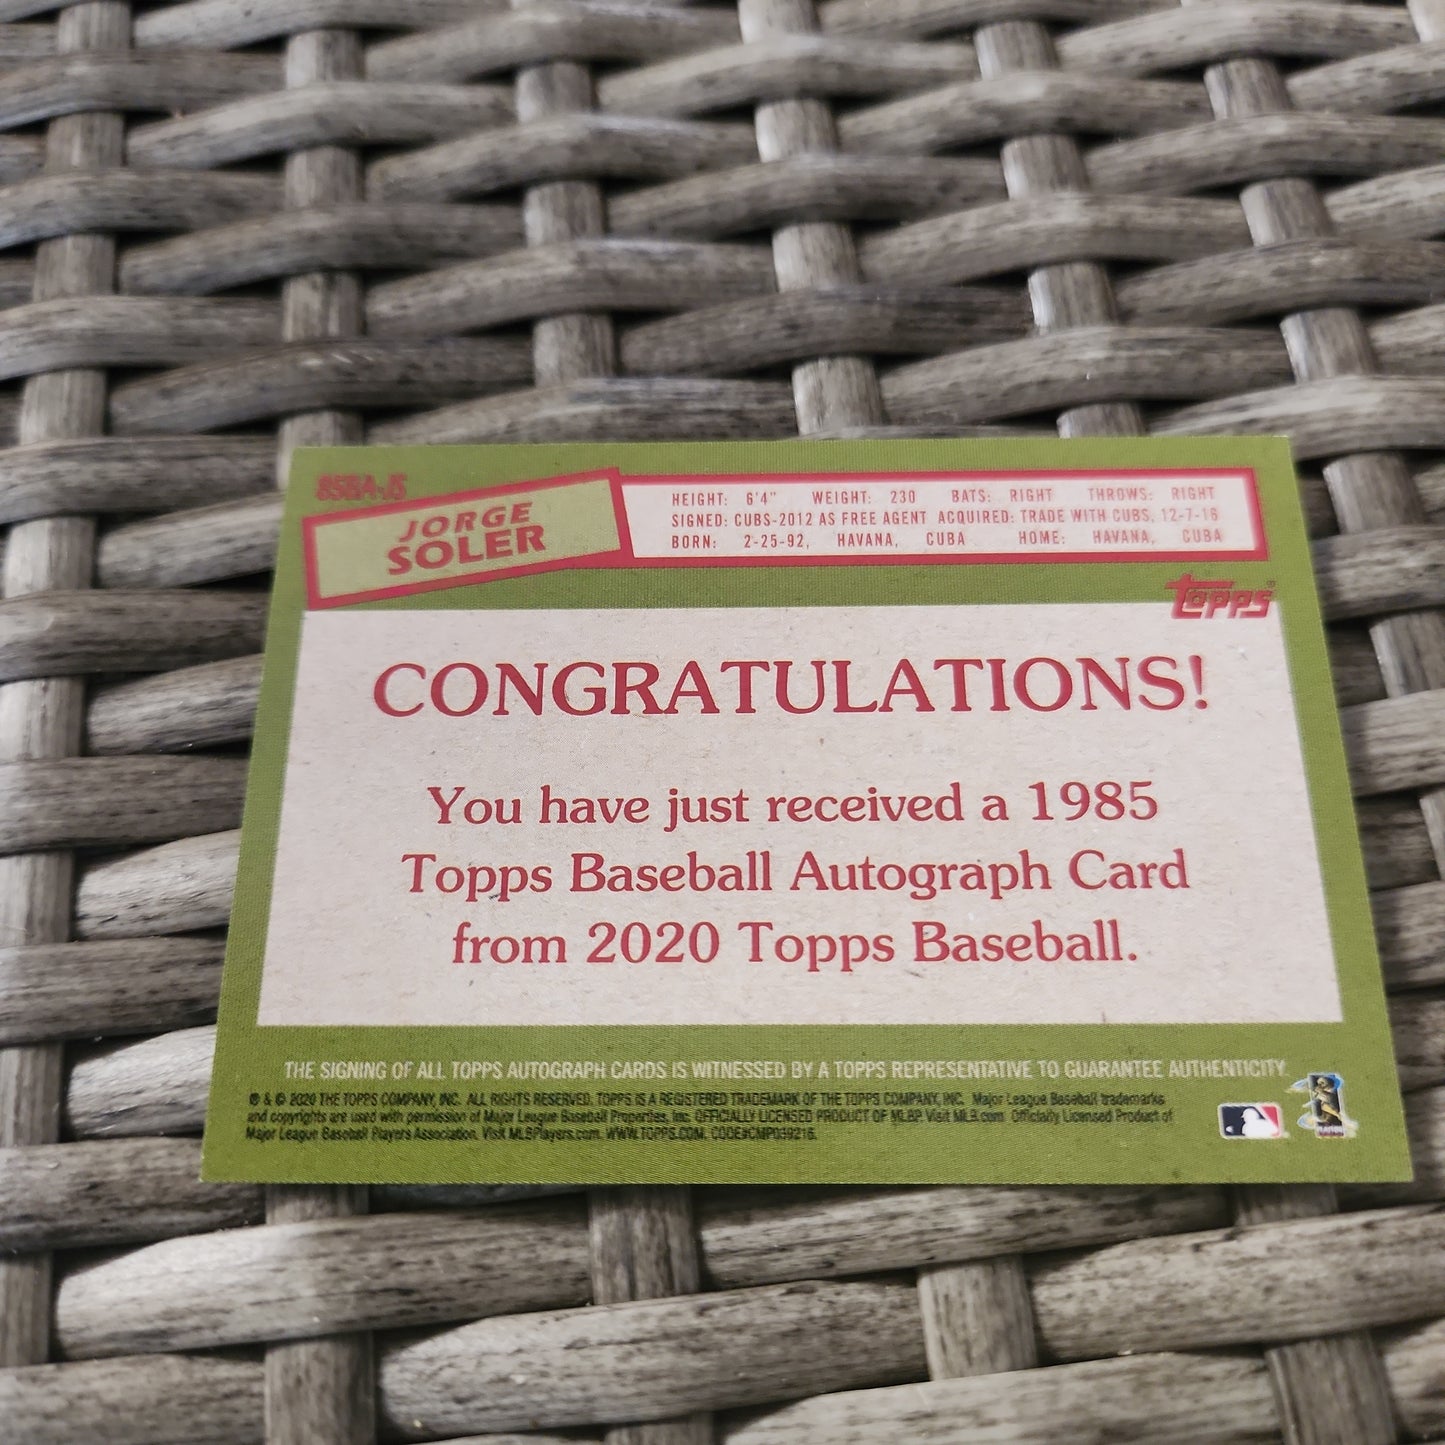 85BA-JS
JORGE
SOLER
HEIGHT: 6'4" WEIGHT: 230 BATS: RIGHT THROWS: RIGHT
SIGNED: CUBS-2012 AS FREE AGENT ACQUIRED: TRADE WITH CUBS, 12-7-16
BORN: 2-25-92, HAVANA, CUBA HOME: HAVANA, CUBA
Topps®
CONGRATULATIONS!
You have just received a 1985
Topps Baseball Autograph Card
from 2020 Topps Baseball.
THE SIGNING OF ALL TOPPS AUTOGRAPH CARDS IS WITNESSED BY A TOPPS REPRESENTATIVE TO GUARANTEE AUTHENTICITY.
® & © 2020 THE TOPPS COMPANY, INC. ALL RIGHTS RESERVED. TOPPS IS A REGISTERED TRADEMARK OF THE TOPPS COMPANY, INC. Major League Baseball trademarks
and copyrights are used with permission of Major League Baseball Properties, Inc. OFFICIALLY LICENSED PRODUCT OF MLBP. Visit MLB.com. Officially Licensed Product of
Major League Baseball Players Association. Visit MLBPlayers.com. WWW.TOPPS.COM. CODE#CMP039216.
PLAYERS